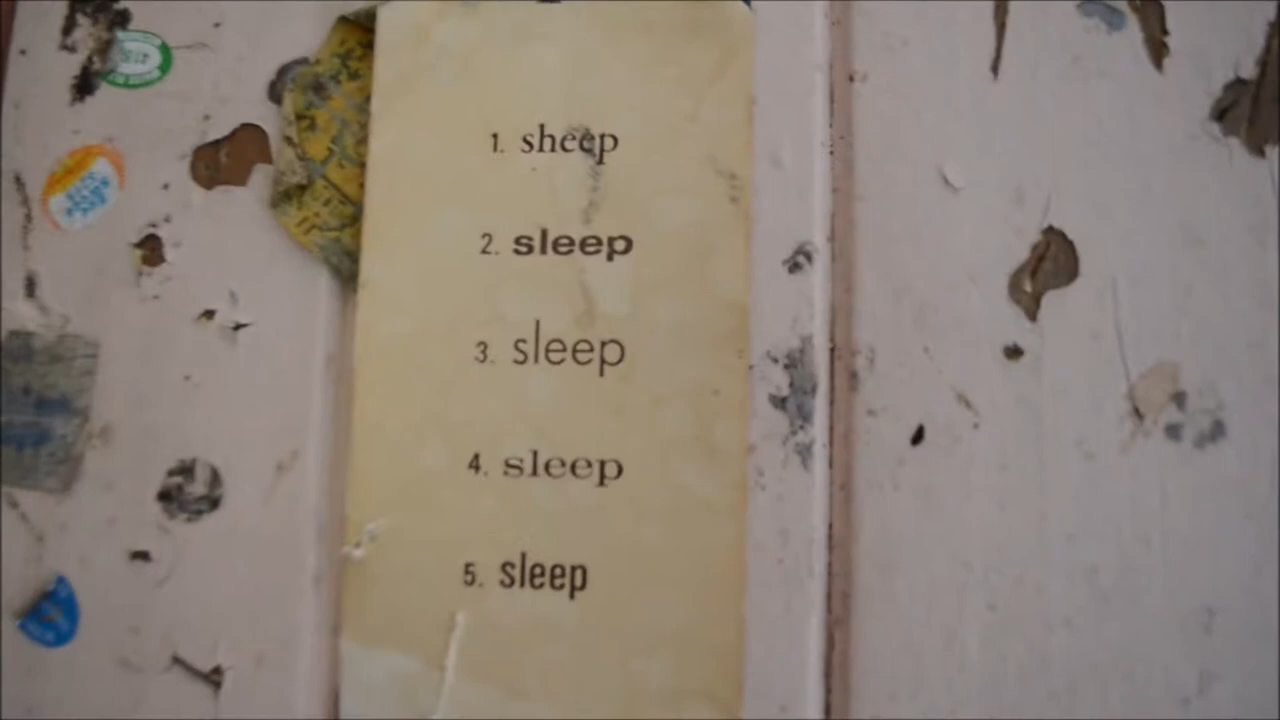 1. sheep
2. sleep
3. sleep
4. sleep
5. sleep